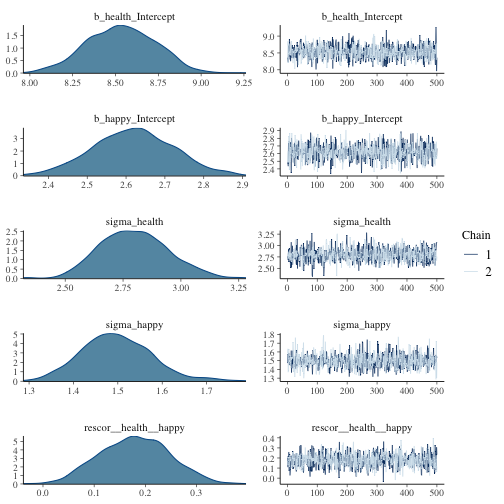 b_health_Intercept
1.5
1.0
0.5
0.0
8.00 8.25 8.50 8.75 9.00 9.25
b_health_Intercept
9.0
8.5
8.0
0 100 200 300 400 500
b_happy_Intercept
3
2
1
0
2.4 2.5 2.6 2.7 2.8 2.9
b_happy_Intercept
2.9
2.8
2.7
2.6
2.5
2.4
0 100 200 300 400 500
sigma_health
2.5
2.0
1.5
1.0
0.5
0.0
2.50 2.75 3.00 3.25
sigma_health
3.25
3.00
2.75
2.50
0 100 200 300 400 500
Chain
1
2
sigma_happy
5
4
3
2
1
0
1.3 1.4 1.5 1.6 1.7
sigma_happy
1.8
1.7
1.6
1.5
1.4
1.3
0 100 200 300 400 500
rescor__health__happy
5
4
3
2
1
0
0.0 0.1 0.2 0.3
rescor__health__happy
0.4
0.3
0.2
0.1
0.0
0 100 200 300 400 500